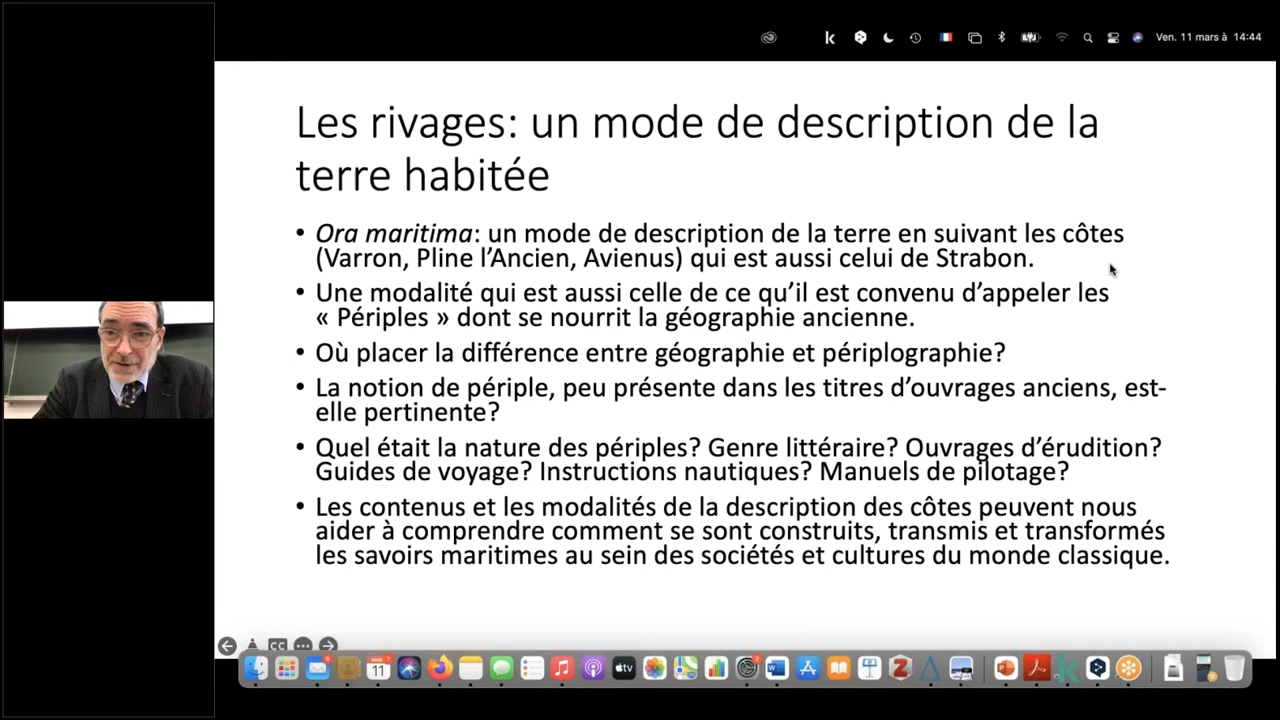 Ven. 11 mars à 14:44
Les rivages: un mode de description de la
terre habitée
• Ora maritima: un mode de description de la terre en suivant les côtes
(Varron, Pline l’Ancien, Avienus) qui est aussi celui de Strabon.
• Une modalité qui est aussi celle de ce qu’il est convenu d’appeler les
« Périples » dont se nourrit la géographie ancienne.
• Où placer la différence entre géographie et périplographie?
• La notion de périple, peu présente dans les titres d’ouvrages anciens, est-
elle pertinente?
• Quel était la nature des périples? Genre littéraire? Ouvrages d’érudition?
Guides de voyage? Instructions nautiques? Manuels de pilotage?
• Les contenus et les modalités de la description des côtes peuvent nous
aider à comprendre comment se sont construits, transmis et transformés
les savoirs maritimes au sein des sociétés et cultures du monde classique.
CC
11
tv